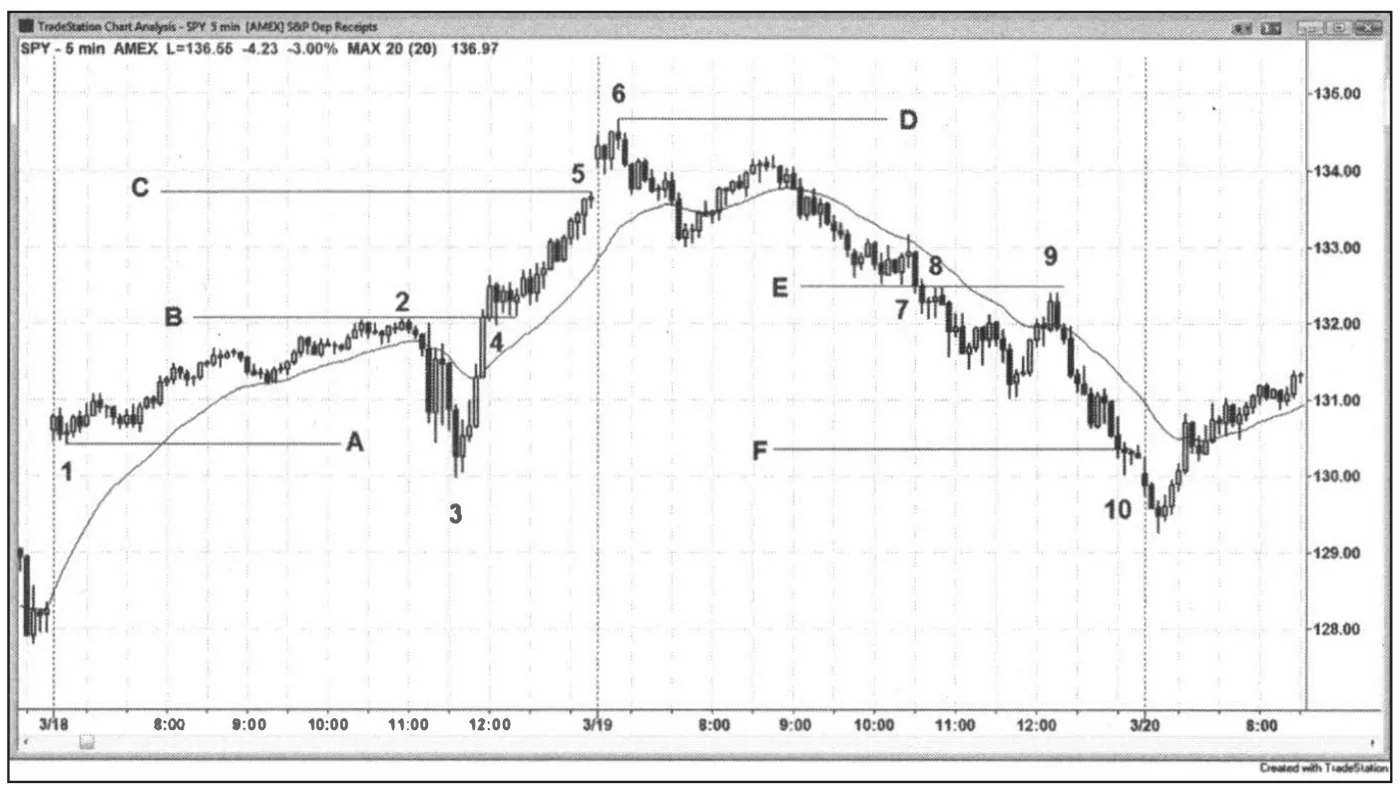 TradeStation Chart Analysis - SPY 5 min [AMEX] S&P Dep Receipts
SPY - 5 min AMEX L=136.55 -4.23 -3.00% MAX 20 (20) 136.97
135.00
6
D
5
C
134.00
133.00
8
9
E
7
B
2
4
132.00
131.00
A
F
1
130.00
3
10
129.00
128.00
3/18 8:00 9:00 10:00 11:00 12:00 3/19 8:00 9:00 10:00 11:00 12:00 3/20 8:00
Created with TradeStation